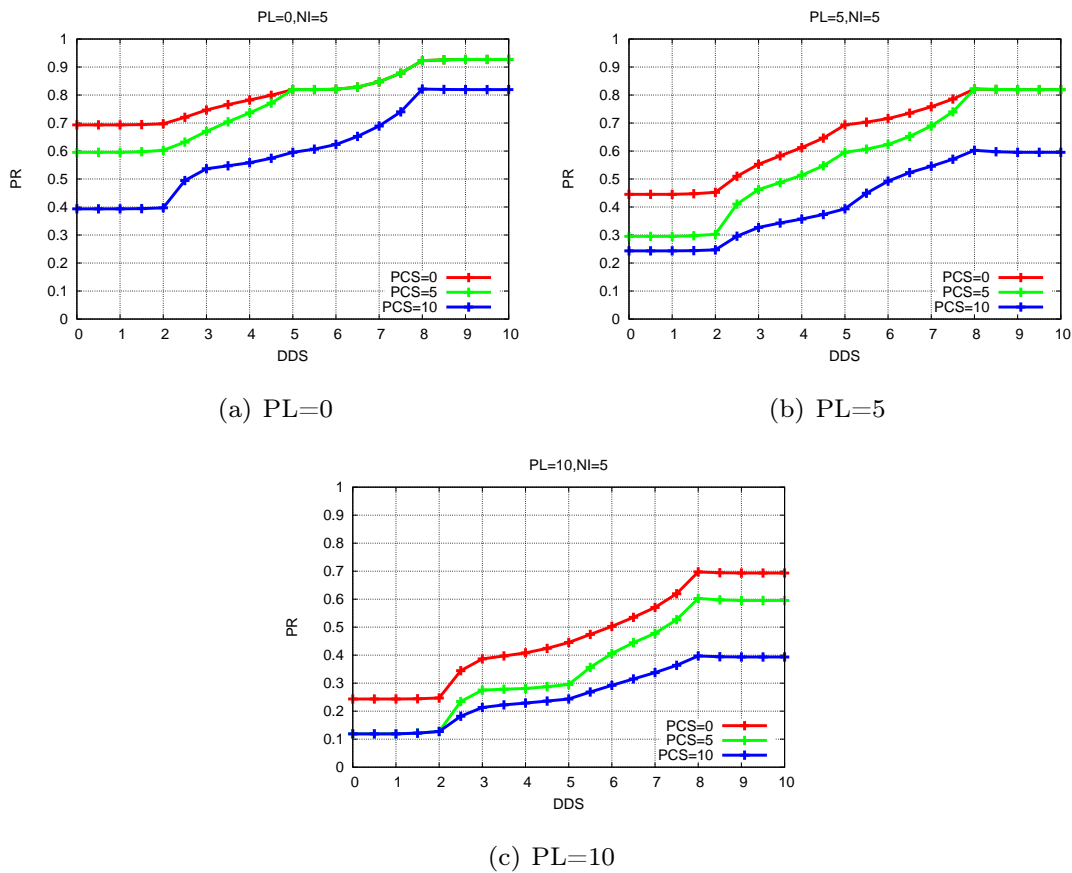 PL=0,NI=5
1
0.9
0.8
0.7
0.6
0.5
0.4
0.3
0.2
0.1
0
PR
PCS=0
PCS=5
PCS=10
0 1 2 3 4 5 6 7 8 9 10
DDS
(a) PL=0
PL=5,NI=5
1
0.9
0.8
0.7
0.6
0.5
0.4
0.3
0.2
0.1
0
PR
PCS=0
PCS=5
PCS=10
0 1 2 3 4 5 6 7 8 9 10
DDS
(b) PL=5
PL=10,NI=5
1
0.9
0.8
0.7
0.6
0.5
0.4
0.3
0.2
0.1
0
PR
PCS=0
PCS=5
PCS=10
0 1 2 3 4 5 6 7 8 9 10
DDS
(c) PL=10